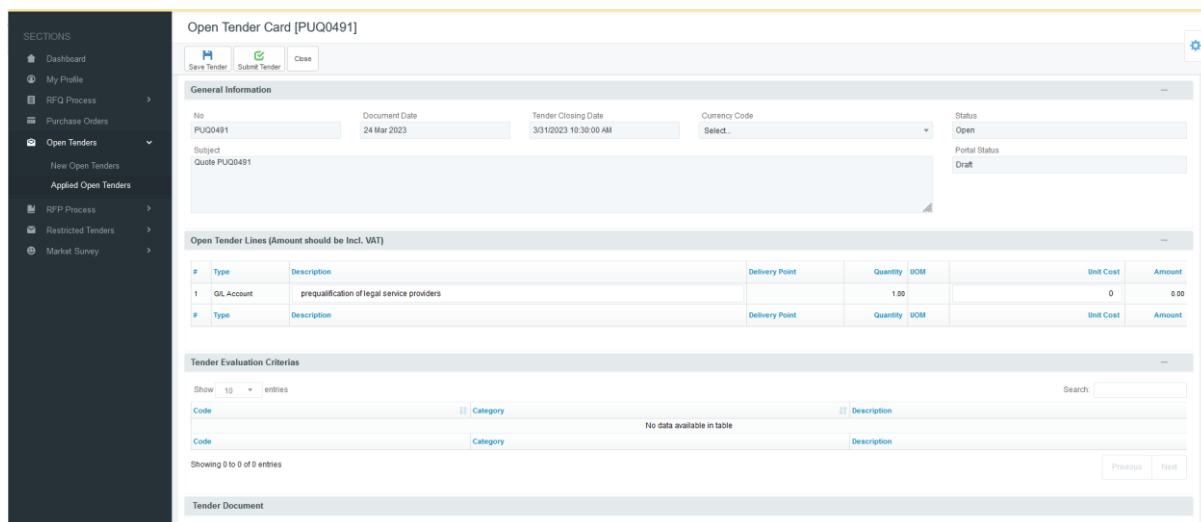 SECTIONS
Dashboard
My Profile
RFQ Process
Purchase Orders
Open Tenders
New Open Tenders
Applied Open Tenders
RFP Process
Restricted Tenders
Market Survey
Open Tender Card [PUQ0491]
Save Tender Submit Tender Close
General Information
No Document Date Tender Closing Date Currency Code Status
PUQ0491 24 Mar 2023 3/31/2023 10:30:00 AM Select... Open
Subject Portal Status
Quote PUQ0491 Draft
Open Tender Lines (Amount should be Incl. VAT)
# Type Description Delivery Point Quantity UOM Unit Cost Amount
1 G/L Account prequalification of legal service providers 1.00 0 0.00
# Type Description Delivery Point Quantity UOM Unit Cost Amount
Tender Evaluation Criterias
Show 10 entries Search:
Code Category Description
No data available in table
Code Category Description
Showing 0 to 0 of 0 entries Previous Next
Tender Document